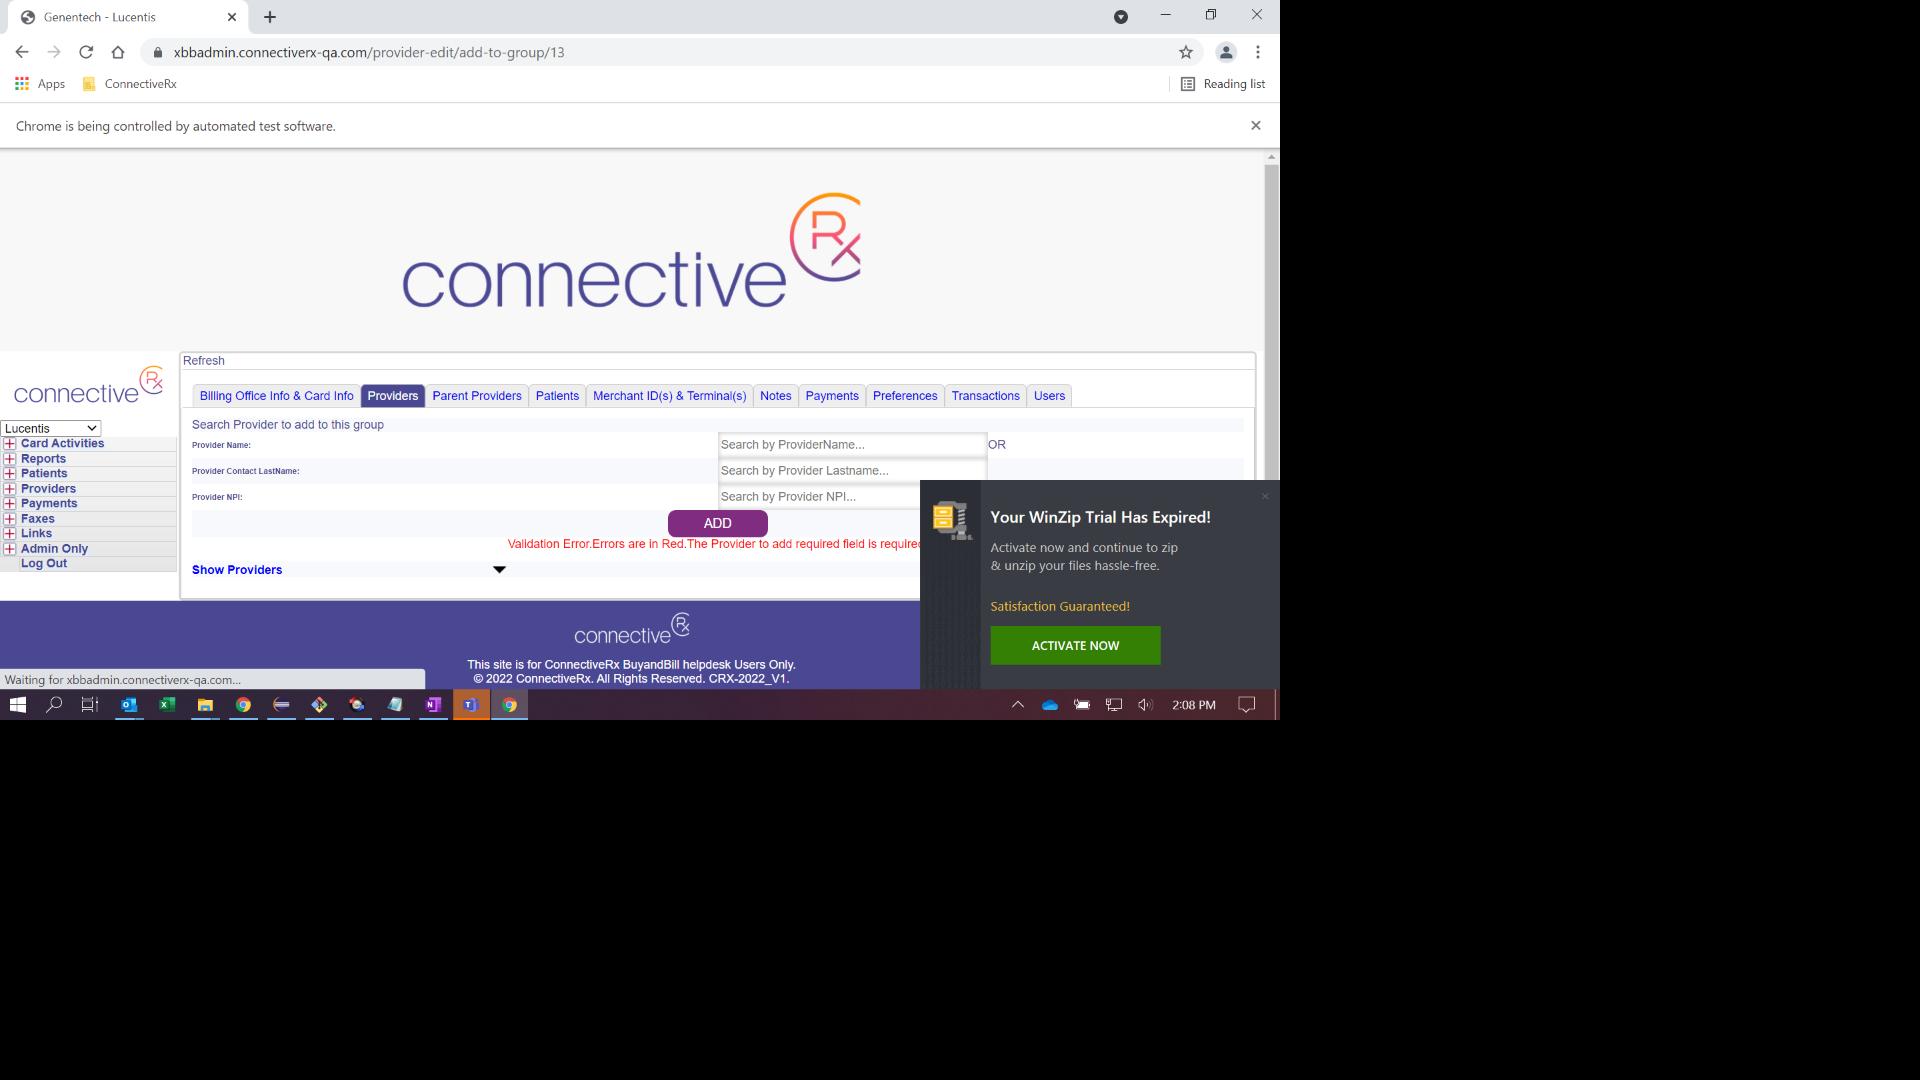 Genentech - Lucentis
xbbadmin.connectiverx-qa.com/provider-edit/add-to-group/13
Apps ConnectiveRx Reading list
Chrome is being controlled by automated test software.
connective Rx
connective Rx
Refresh
Billing Office Info & Card Info Providers Parent Providers Patients Merchant ID(s) & Terminal(s) Notes Payments Preferences Transactions Users
Lucentis
Card Activities
Reports
Patients
Providers
Payments
Faxes
Links
Admin Only
Log Out
Search Provider to add to this group
Provider Name: Search by ProviderName... OR
Provider Contact LastName: Search by Provider Lastname...
Provider NPI: Search by Provider NPI...
ADD
Validation Error.Errors are in Red.The Provider to add required field is required
Show Providers
connective Rx
This site is for ConnectiveRx BuyandBill helpdesk Users Only.
© 2022 ConnectiveRx. All Rights Reserved. CRX-2022_V1.
Your WinZip Trial Has Expired!
Activate now and continue to zip
& unzip your files hassle-free.
Satisfaction Guaranteed!
ACTIVATE NOW
Waiting for xbbadmin.connectiverx-qa.com...
2:08 PM